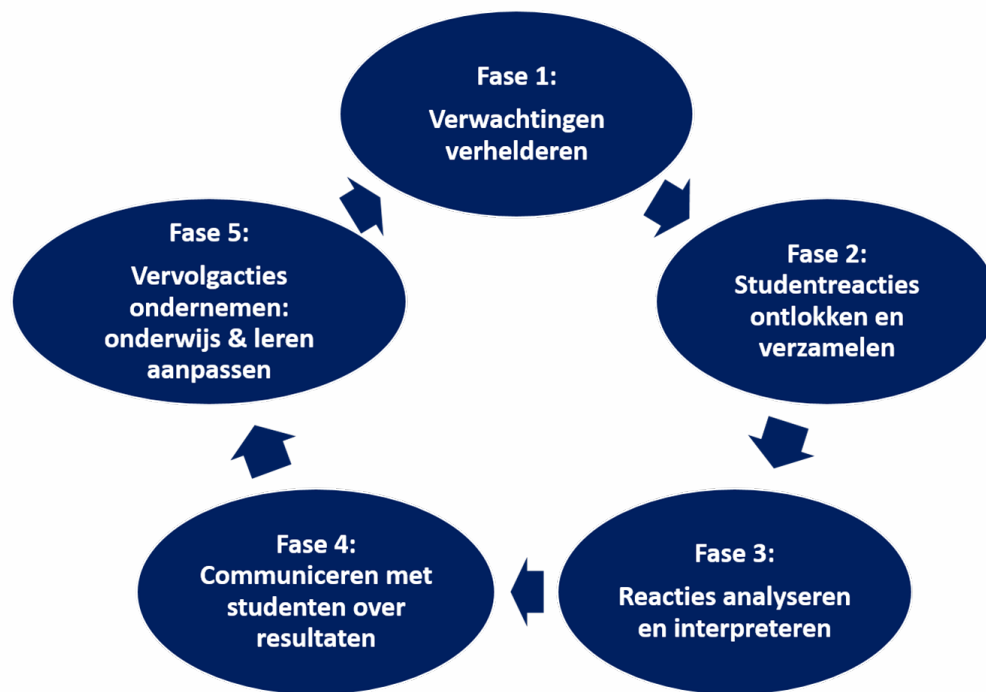 Fase 1:
Verwachtingen
verhelderen
Fase 2:
Studentreacties
ontlokken en
verzamelen
Fase 3:
Reacties analyseren
en interpreteren
Fase 4:
Communiceren met
studenten over
resultaten
Fase 5:
Vervolgacties
ondernemen:
onderwijs & leren
aanpassen